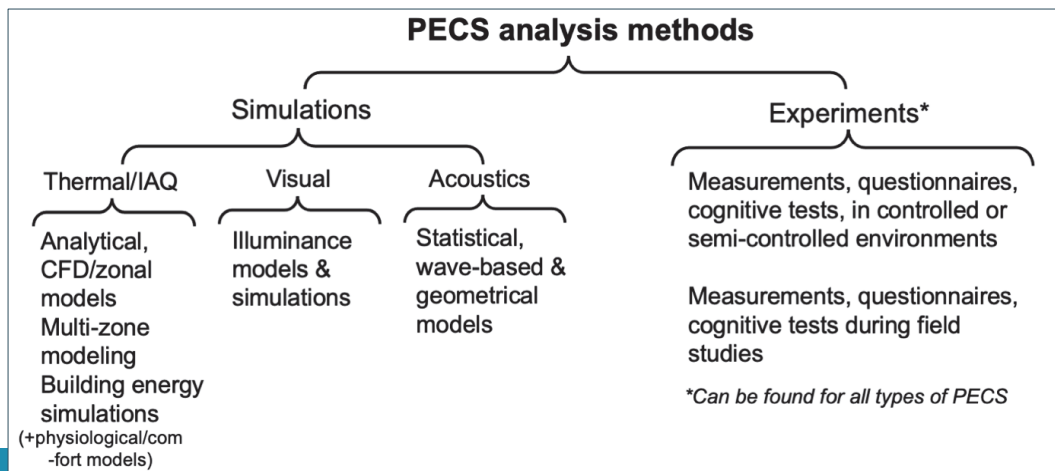 PECS analysis methods
Simulations
Experiments*
Thermal/IAQ
Visual
Acoustics
Analytical,
CFD/zonal
models
Multi-zone
modeling
Building energy
simulations
(+physiological/com
-fort models)
Illuminance
models &
simulations
Statistical,
wave-based &
geometrical
models
Measurements, questionnaires,
cognitive tests, in controlled or
semi-controlled environments
Measurements, questionnaires,
cognitive tests during field
studies
*Can be found for all types of PECS